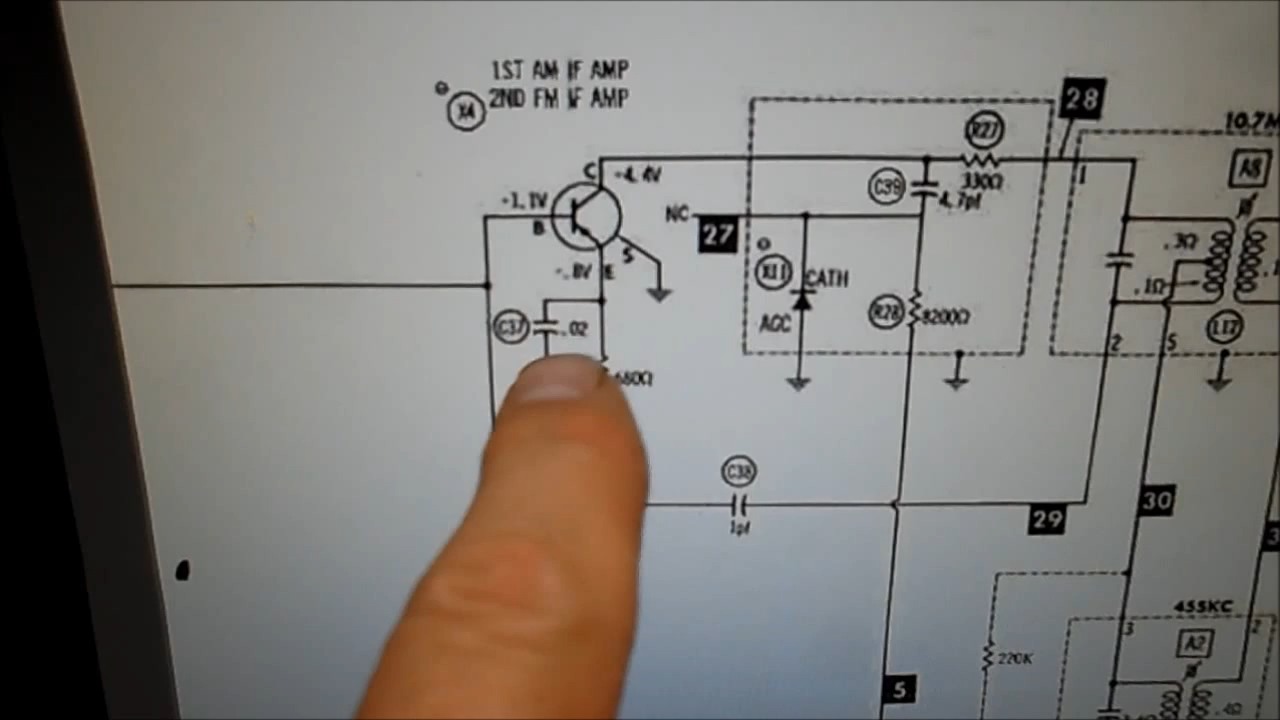 1ST AM IF AMP
2ND FM IF AMP
X4
C
-4.4V
-1.1V
B
-.8V
E
S
C37
.02
680Ω
NC
27
X11
CATH
AGC
C39
4.7pf
R27
330Ω
28
R28
8200Ω
C38
1pf
29
30
5
10.7M
A8
1
.3Ω
.1Ω
L12
2
5
455KC
A2
3
2
220K